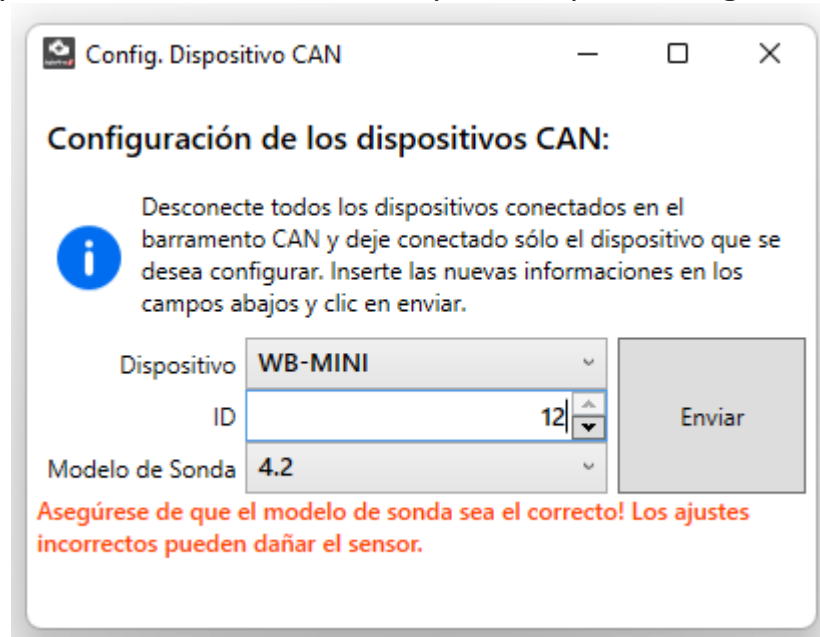 Config. Dispositivo CAN
Configuración de los dispositivos CAN:
Desconecte todos los dispositivos conectados en el
barramento CAN y deje conectado sólo el dispositivo que se
desea configurar. Inserte las nuevas informaciones en los
campos abajos y clic en enviar.
Dispositivo WB-MINI
ID 12
Enviar
Modelo de Sonda 4.2
Asegúrese de que el modelo de sonda sea el correcto! Los ajustes
incorrectos pueden dañar el sensor.